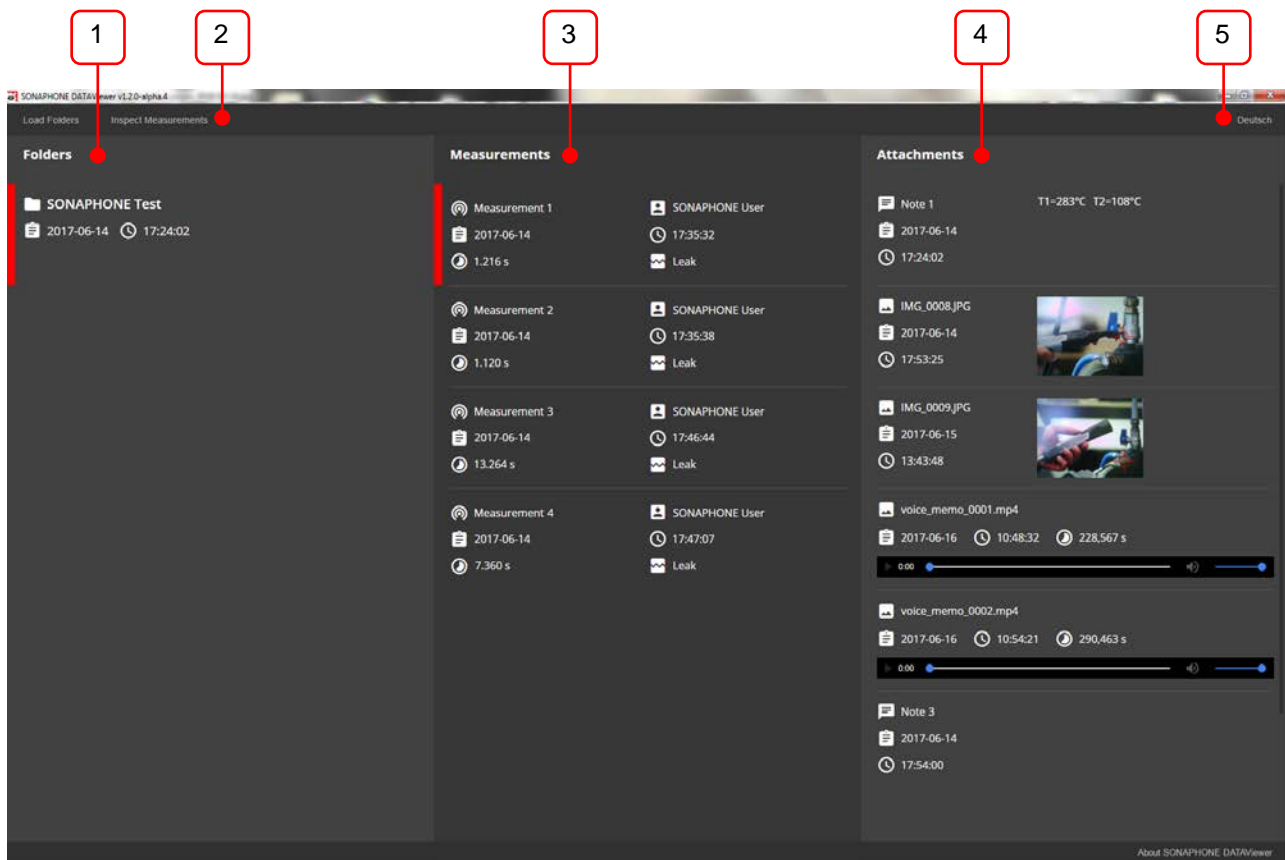 1 2 3 4 5
SONAPHONE DATAViewer v1.2.0-alpha.4
Load Folders Inspect Measurements Deutsch
Folders
SONAPHONE Test
2017-06-14 17:24:02
Measurements
Measurement 1 SONAPHONE User
2017-06-14 17:35:32
1.216 s Leak
Measurement 2 SONAPHONE User
2017-06-14 17:35:38
1.120 s Leak
Measurement 3 SONAPHONE User
2017-06-14 17:46:44
13.264 s Leak
Measurement 4 SONAPHONE User
2017-06-14 17:47:07
7.360 s Leak
Attachments
Note 1 T1=283°C T2=108°C
2017-06-14
17:24:02
IMG_0008.JPG
2017-06-14
17:53:25
IMG_0009.JPG
2017-06-15
13:43:48
voice_memo_0001.mp4
2017-06-16 10:48:32 228,567 s
0:00
voice_memo_0002.mp4
2017-06-16 10:54:21 290,463 s
0:00
Note 3
2017-06-14
17:54:00
About SONAPHONE DATAViewer